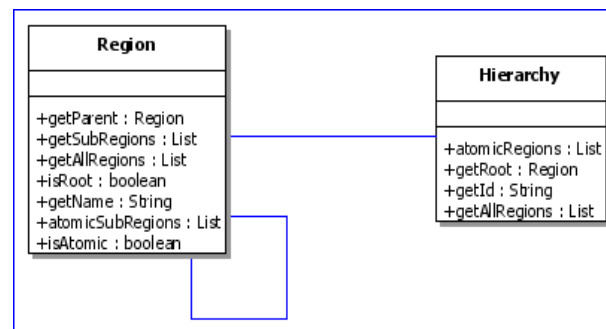 Region
+getParent : Region
+getSubRegions : List
+getAllRegions : List
+isRoot : boolean
+getName : String
+atomicSubRegions : List
+isAtomic : boolean
Hierarchy
+atomicRegions : List
+getRoot : Region
+getId : String
+getAllRegions : List